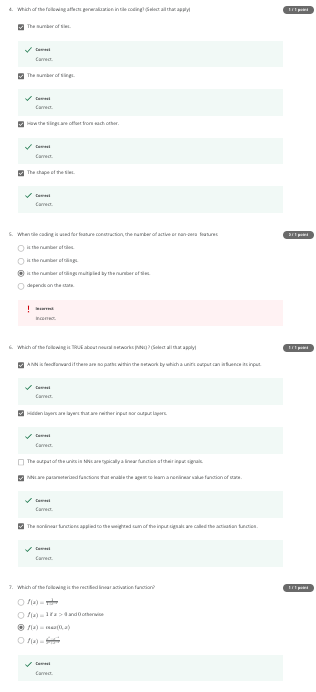 4. Which of the following affects generalization in tile coding? (Select all that apply)
1 / 1 point
The number of tiles.
Correct
Correct.
The number of tilings.
Correct
Correct.
How the tilings are offset from each other.
Correct
Correct.
The shape of the tiles.
Correct
Correct.
5. When tile coding is used for feature construction, the number of active or non-zero features
0 / 1 point
is the number of tiles.
is the number of tilings.
is the number of tilings multiplied by the number of tiles.
depends on the state.
Incorrect
Incorrect.
6. Which of the following is TRUE about neural networks (NNs) ? (Select all that apply)
1 / 1 point
A NN is feedforward if there are no paths within the network by which a unit's output can influence its input.
Correct
Correct.
Hidden layers are layers that are neither input nor output layers.
Correct
Correct.
The output of the units in NNs are typically a linear function of their input signals.
NNs are parameterized functions that enable the agent to learn a nonlinear value function of state.
Correct
Correct.
The nonlinear functions applied to the weighted sum of the input signals are called the activation function.
Correct
Correct.
7. Which of the following is the rectified linear activation function?
1 / 1 point
f(x) =
f(x) = 1 if x > 0 and 0 otherwise
f(x) = max(0, x)
f(x) =
Correct
Correct.